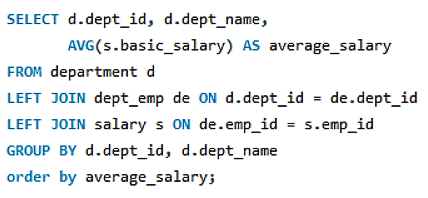 SELECT d.dept_id, d.dept_name,
AVG(s.basic_salary) AS average_salary
FROM department d
LEFT JOIN dept_emp de ON d.dept_id = de.dept_id
LEFT JOIN salary s ON de.emp_id = s.emp_id
GROUP BY d.dept_id, d.dept_name
order by average_salary;